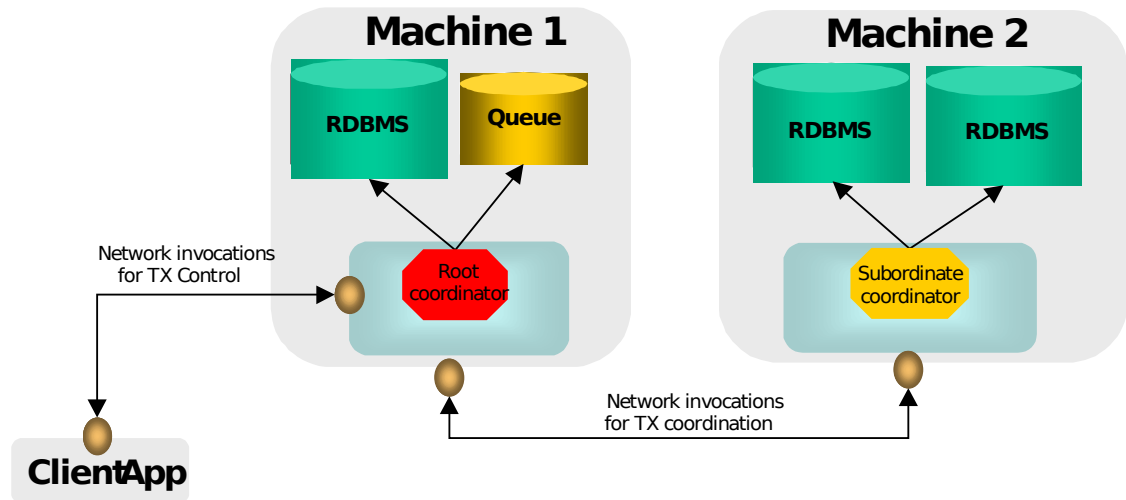 Machine 1
Machine 2
RDBMS
Queue
RDBMS
RDBMS
Network invocations
for TX Control
Root
coordinator
Subordinate
coordinator
Network invocations
for TX coordination
ClientApp